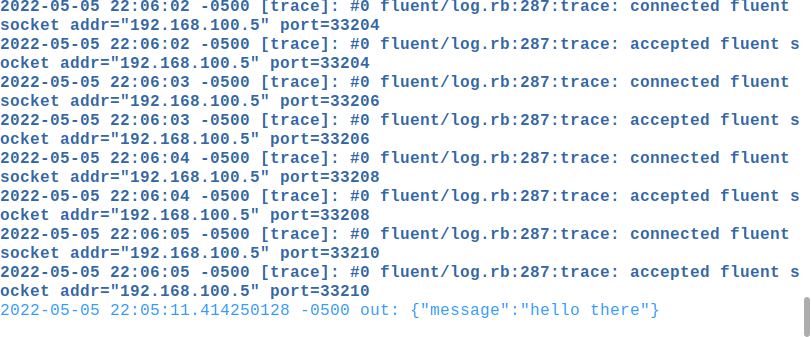 2022-05-05 22:06:02 -0500 [trace]: #0 fluent/log.rb:287:trace: connected fluent
socket addr="192.168.100.5" port=33204
2022-05-05 22:06:02 -0500 [trace]: #0 fluent/log.rb:287:trace: accepted fluent s
ocket addr="192.168.100.5" port=33204
2022-05-05 22:06:03 -0500 [trace]: #0 fluent/log.rb:287:trace: connected fluent
socket addr="192.168.100.5" port=33206
2022-05-05 22:06:03 -0500 [trace]: #0 fluent/log.rb:287:trace: accepted fluent s
ocket addr="192.168.100.5" port=33206
2022-05-05 22:06:04 -0500 [trace]: #0 fluent/log.rb:287:trace: connected fluent
socket addr="192.168.100.5" port=33208
2022-05-05 22:06:04 -0500 [trace]: #0 fluent/log.rb:287:trace: accepted fluent s
ocket addr="192.168.100.5" port=33208
2022-05-05 22:06:05 -0500 [trace]: #0 fluent/log.rb:287:trace: connected fluent
socket addr="192.168.100.5" port=33210
2022-05-05 22:06:05 -0500 [trace]: #0 fluent/log.rb:287:trace: accepted fluent s
ocket addr="192.168.100.5" port=33210
2022-05-05 22:05:11.414250128 -0500 out: {"message":"hello there"}